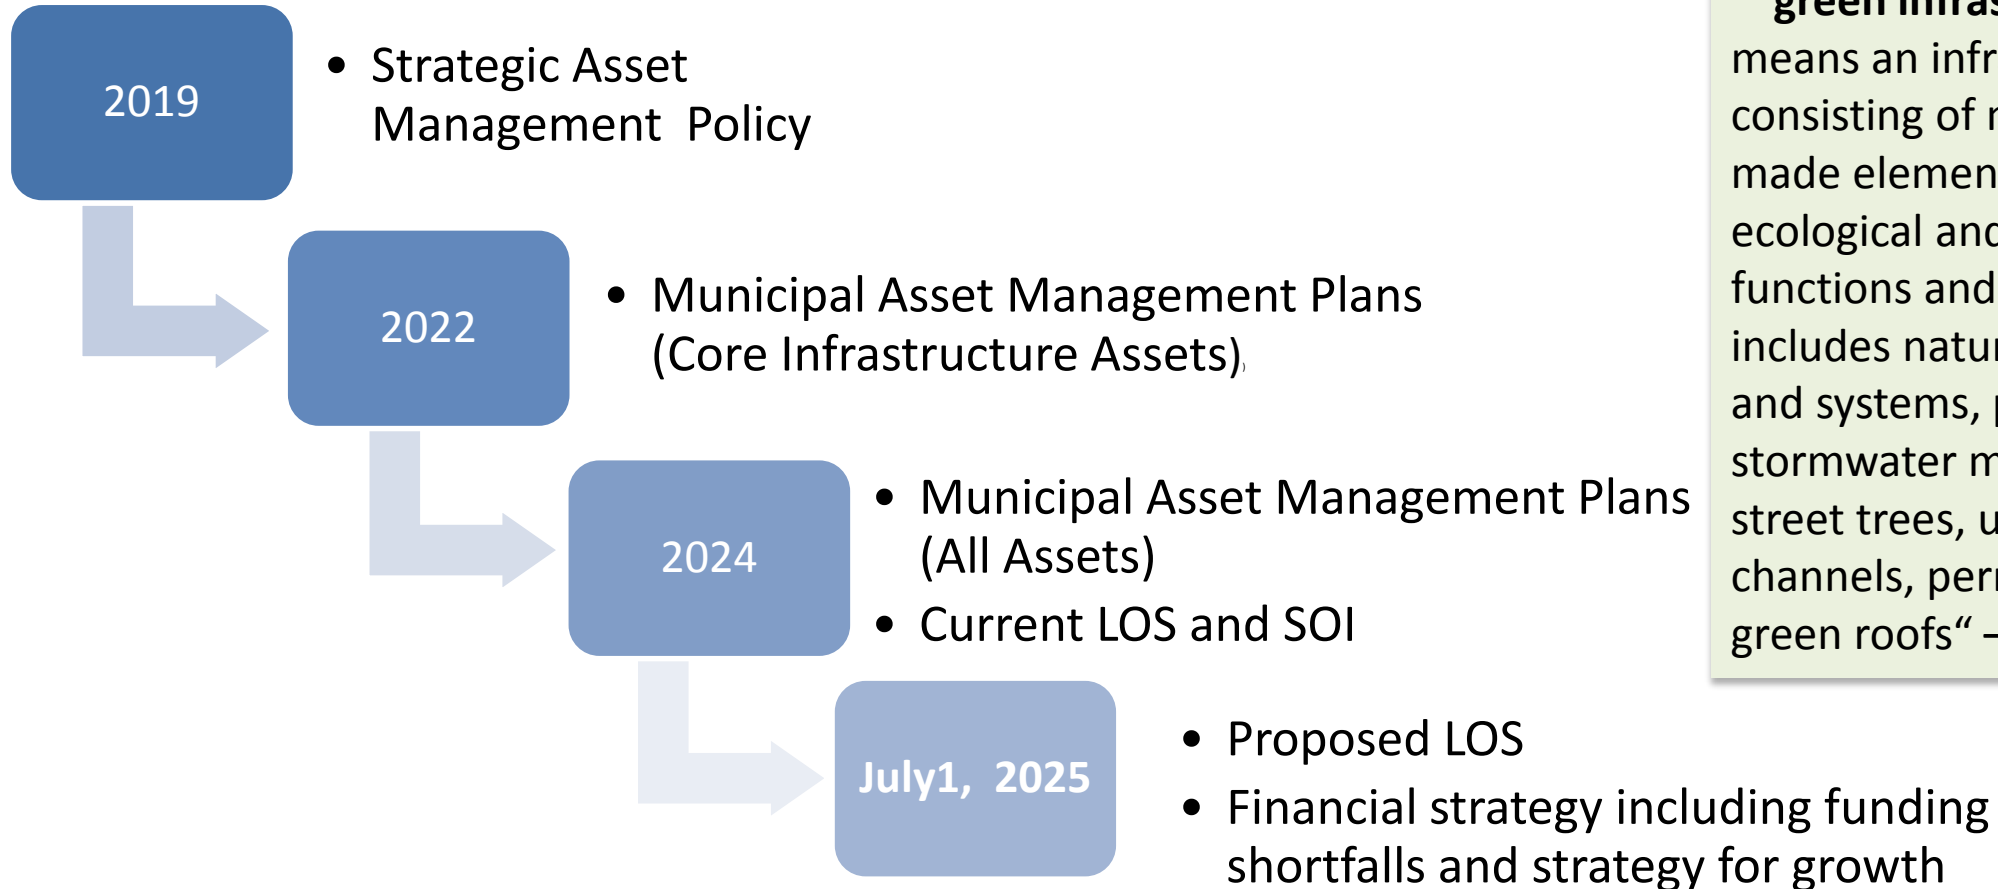 2019
• Strategic Asset
Management Policy
2022
• Municipal Asset Management Plans
(Core Infrastructure Assets))
2024
• Municipal Asset Management Plans
(All Assets)
• Current LOS and SOI
July1, 2025
• Proposed LOS
• Financial strategy including funding
shortfalls and strategy for growth
green
means an
consisting of
made
ecological
functions and
includes
and systems,
stormwater
street trees,
channels,
green roofs“ –